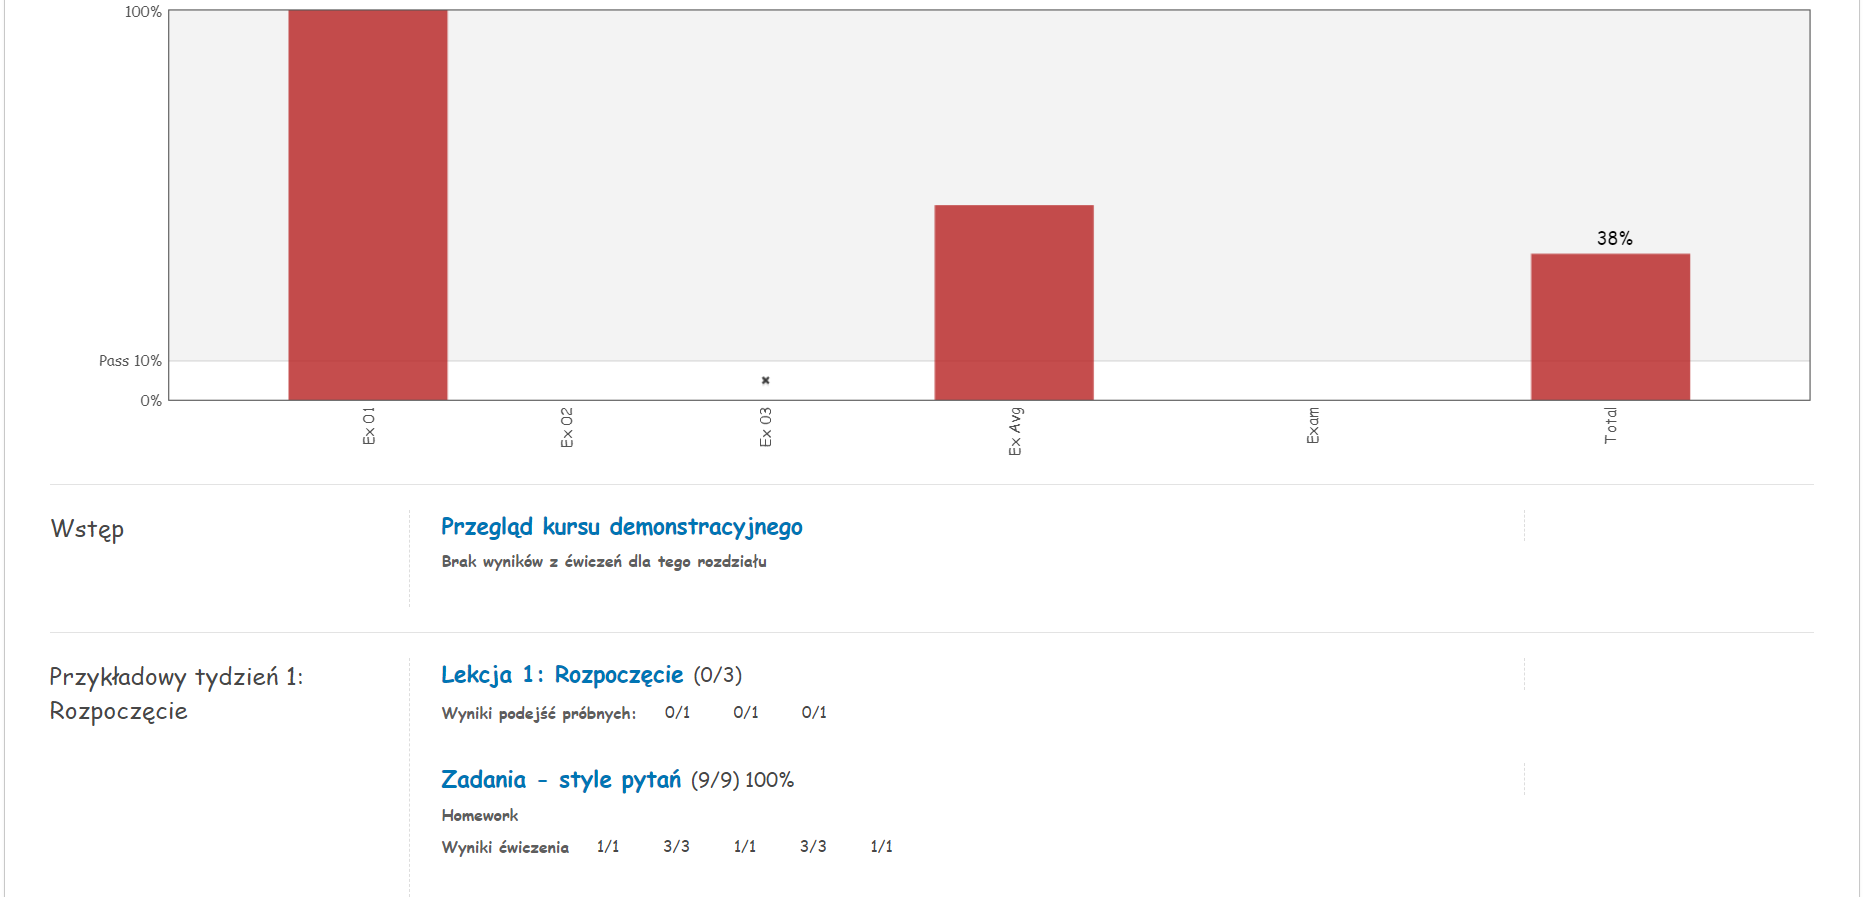 100%
38%
Pass 10%
0%
Ex 01
Ex 02
Ex 03
Ex Avg
Exam
Total
Wstęp
Przegląd kursu demonstracyjnego
Brak wyników z ćwiczeń dla tego rozdziału
Przykładowy tydzień 1:
Rozpoczęcie
Lekcja 1: Rozpoczęcie (0/3)
Wyniki podejść próbnych: 0/1 0/1 0/1
Zadania - style pytań (9/9) 100%
Homework
Wyniki ćwiczenia 1/1 3/3 1/1 3/3 1/1